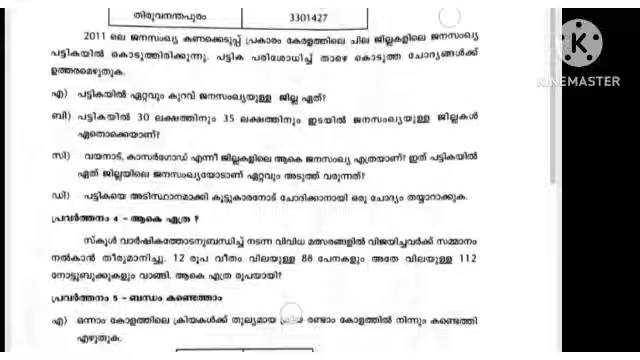 തിരുവനന്തപുരം 3301427
2011 ലെ ജനസംഖ്യ കണക്കെടുപ്പ് പ്രകാരം കേരളത്തിലെ ചില ജില്ലകളിലെ ജനസംഖ്യ
പട്ടികയിൽ കൊടുത്തിരിക്കുന്നു. പട്ടിക പരിശോധിച്ച് താഴെ കൊടുത്ത ചോദ്യങ്ങൾക്ക്
ഉത്തരമെഴുതുക.
എ) പട്ടികയിൽ ഏറ്റവും കുറവ് ജനസംഖ്യയുള്ള ജില്ല ഏത്?
ബി) പട്ടികയിൽ 30 ലക്ഷത്തിനും 35 ലക്ഷത്തിനും ഇടയിൽ ജനസംഖ്യയുള്ള ജില്ലകൾ
ഏതൊക്കെയാണ്?
സി) വയനാട്, കാസർഗോഡ് എന്നീ ജില്ലകളിലെ ആകെ ജനസംഖ്യ എത്രയാണ്? ഇത് പട്ടികയിൽ
ഏത് ജില്ലയിലെ ജനസംഖ്യയോടാണ് ഏറ്റവും അടുത്ത് വരുന്നത്?
ഡി) പട്ടികയെ അടിസ്ഥാനമാക്കി കൂട്ടുകാരനോട് ചോദിക്കാനായി ഒരു ചോദ്യം തയ്യാറാക്കുക.
പ്രവർത്തനം 4 - ആകെ എത്ര ?
സ്കൂൾ വാർഷികത്തോടനുബന്ധിച്ച് നടന്ന വിവിധ മത്സരങ്ങളിൽ വിജയിച്ചവർക്ക് സമ്മാനം
നൽകാൻ തീരുമാനിച്ചു. 12 രൂപ വീതം വിലയുള്ള 88 പേനകളും അതേ വിലയുള്ള 112
നോട്ടുബുക്കുകളും വാങ്ങി. ആകെ എത്ര രൂപയായി?
പ്രവർത്തനം 5 - ബന്ധം കണ്ടെത്താം
എ) ഒന്നാം കോളത്തിലെ ക്രിയകൾക്ക് തുല്യമായ ക്രിയ രണ്ടാം കോളത്തിൽ നിന്നും കണ്ടെത്തി
എഴുതുക.
K
KINEMASTER